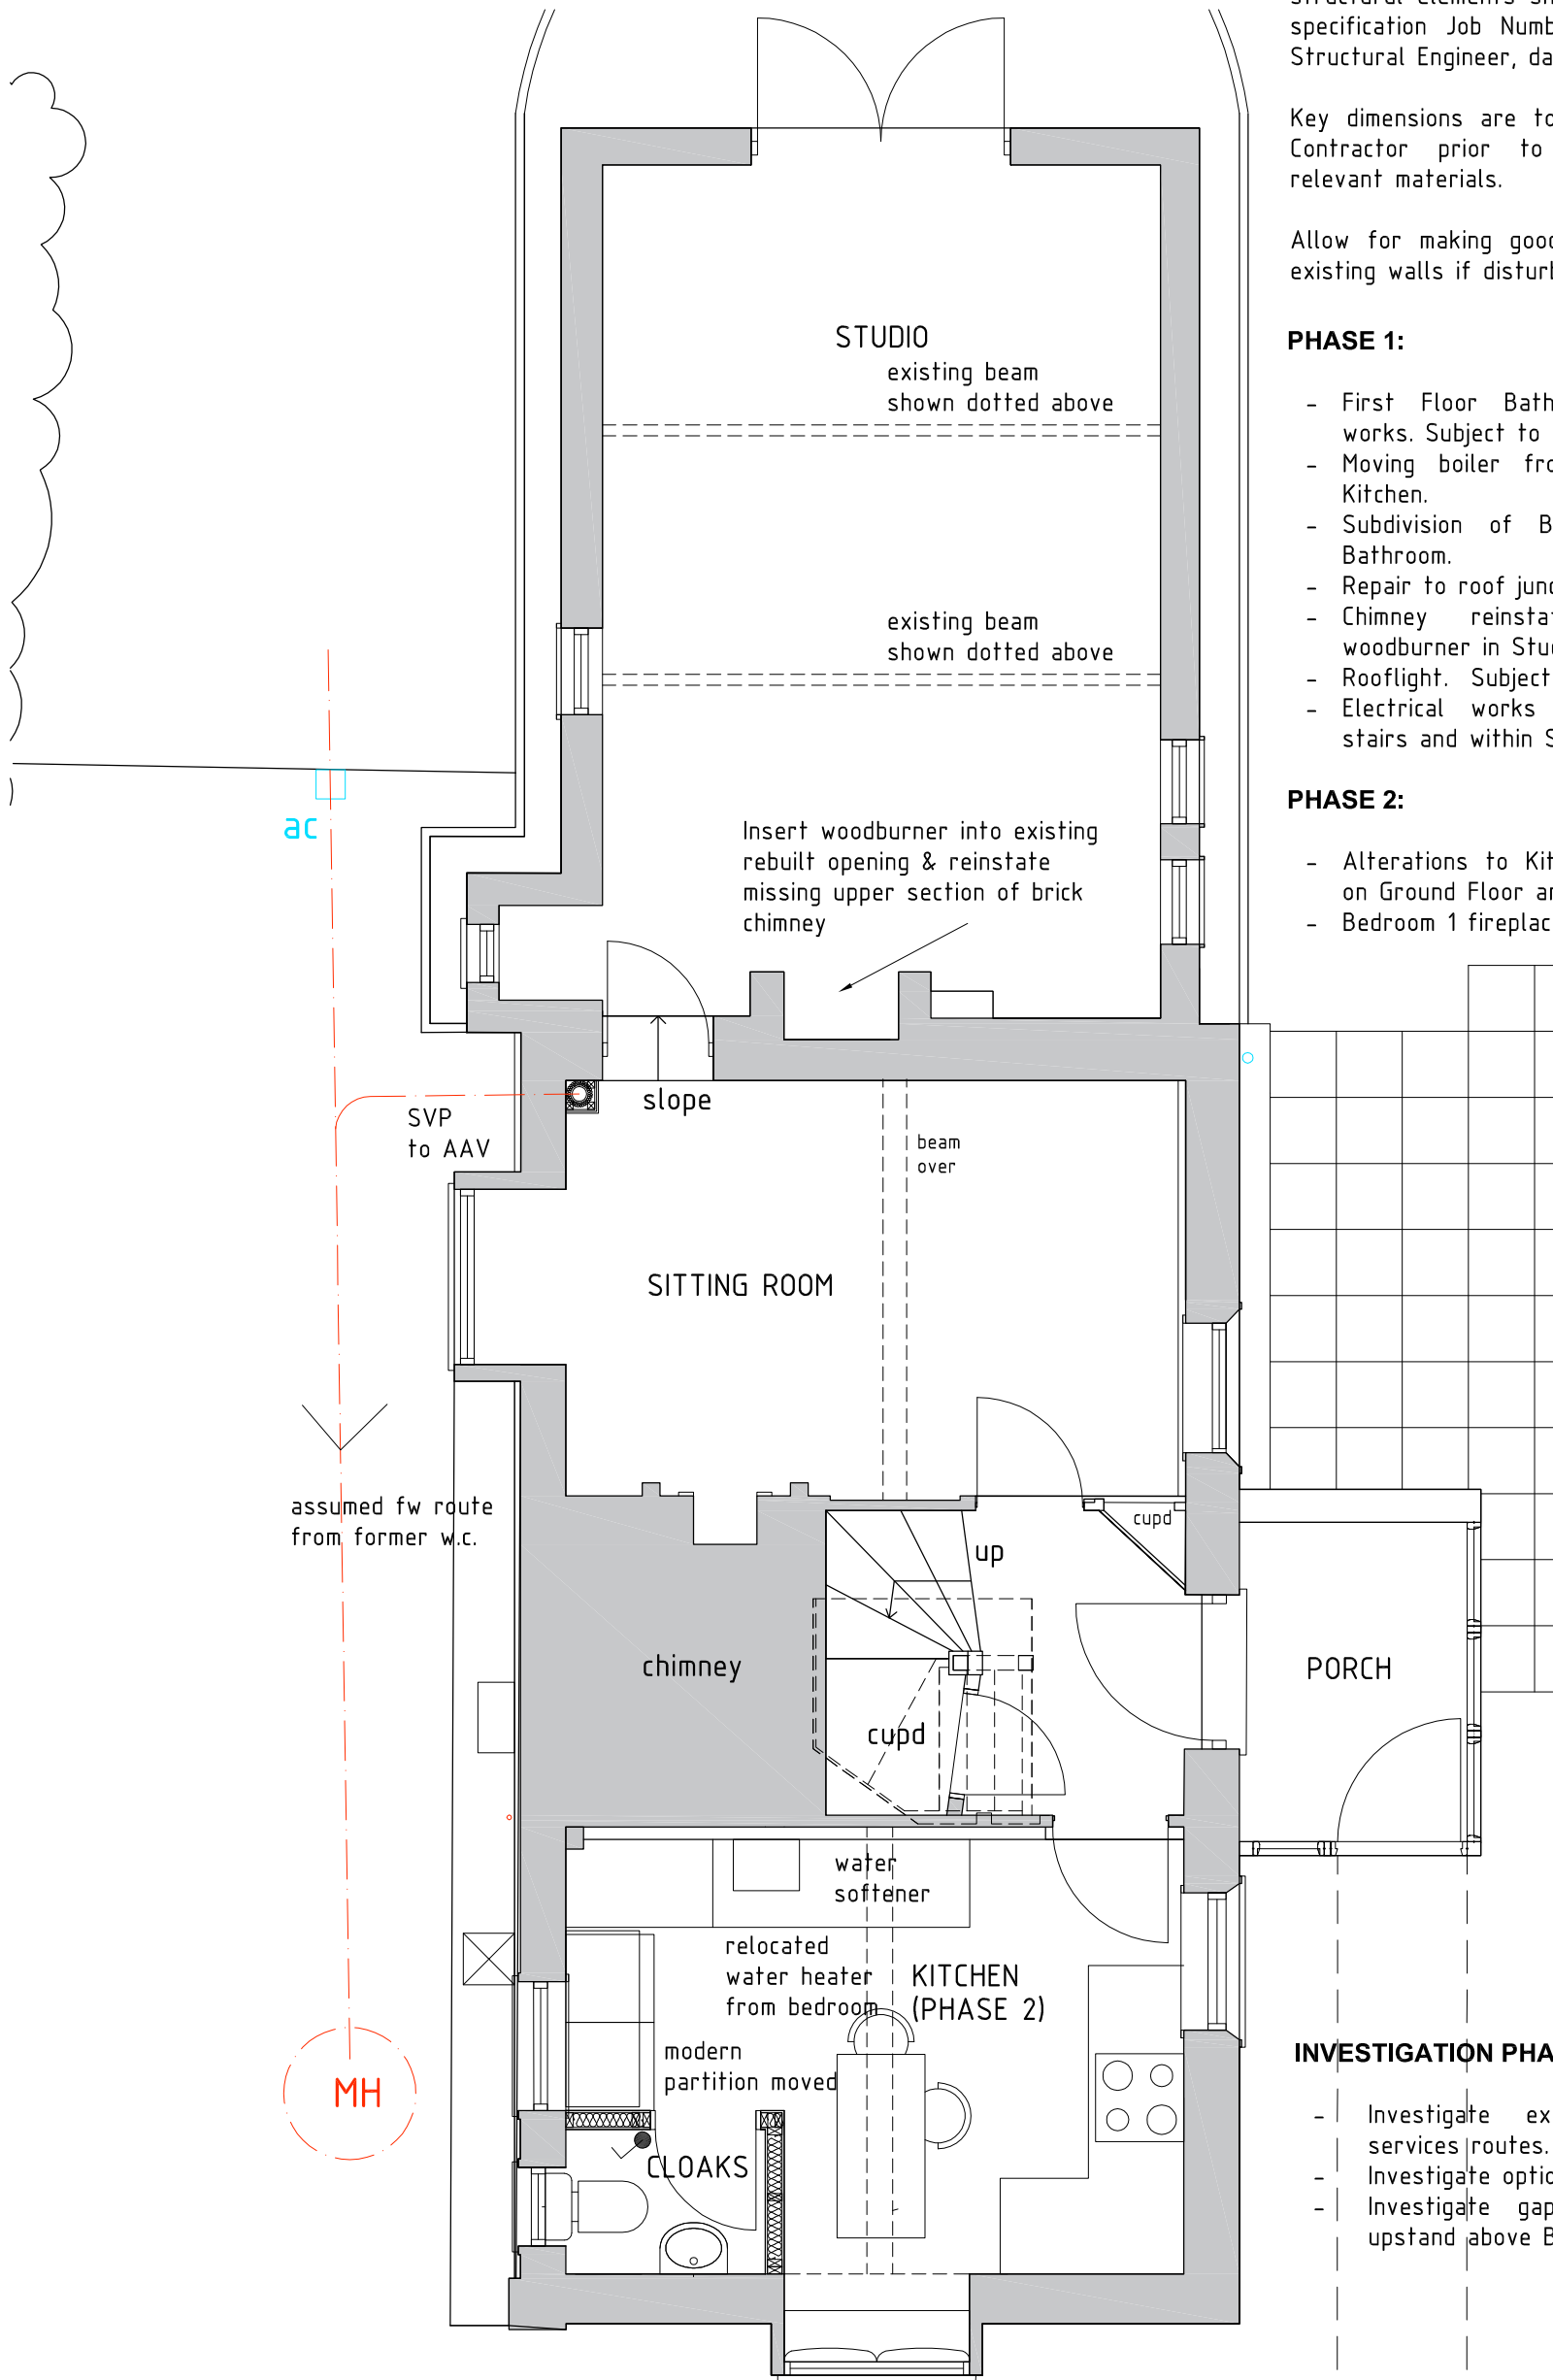 specification Job Numb
Structural Engineer, da
Key dimensions are to
Contractor prior to
relevant materials.
Allow for making good
existing walls if disturb
PHASE 1:
- First Floor Bath
works. Subject to
- Moving boiler fro
Kitchen.
- Subdivision of B
Bathroom.
- Repair to roof junc
- Chimney reinstat
woodburner in Stud
- Rooflight. Subject
- Electrical works
stairs and within S
PHASE 2:
- Alterations to Kit
on Ground Floor an
- Bedroom 1 fireplac
STUDIO
existing beam
shown dotted above
existing beam
shown dotted above
ac
Insert woodburner into existing
rebuilt opening & reinstate
missing upper section of brick
chimney
slope
SVP
to AAV
beam
over
SITTING ROOM
assumed fw route
from former w.c.
cupd
up
chimney
PORCH
cupd
water
softener
relocated
water heater
from bedroom
KITCHEN
(PHASE 2)
modern
partition moved
MH
CLOAKS
INVESTIGATION PHA
- Investigate ex
services routes.
- Investigate optio
- Investigate gap
upstand above B